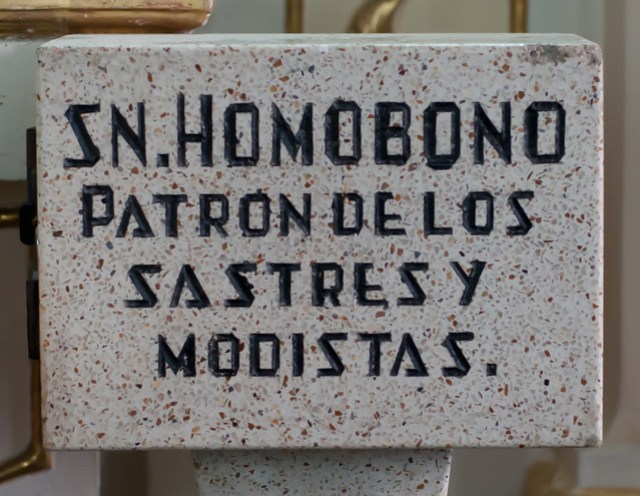 SN. HOMOBONO
PATRON DE LOS
SASTRES Y
MODISTAS.